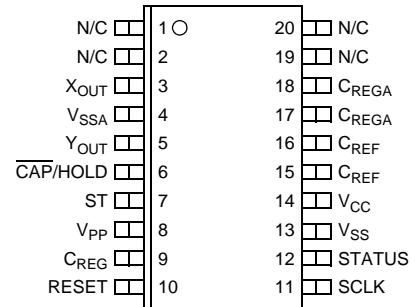 N/C 1 20 N/C
N/C 2 19 N/C
XOUT 3 18 CREGA
VSSA 4 17 CREGA
YOUT 5 16 CREF
CAP/HOLD 6 15 CREF
ST 7 14 VCC
VPP 8 13 VSS
CREG 9 12 STATUS
RESET 10 11 SCLK